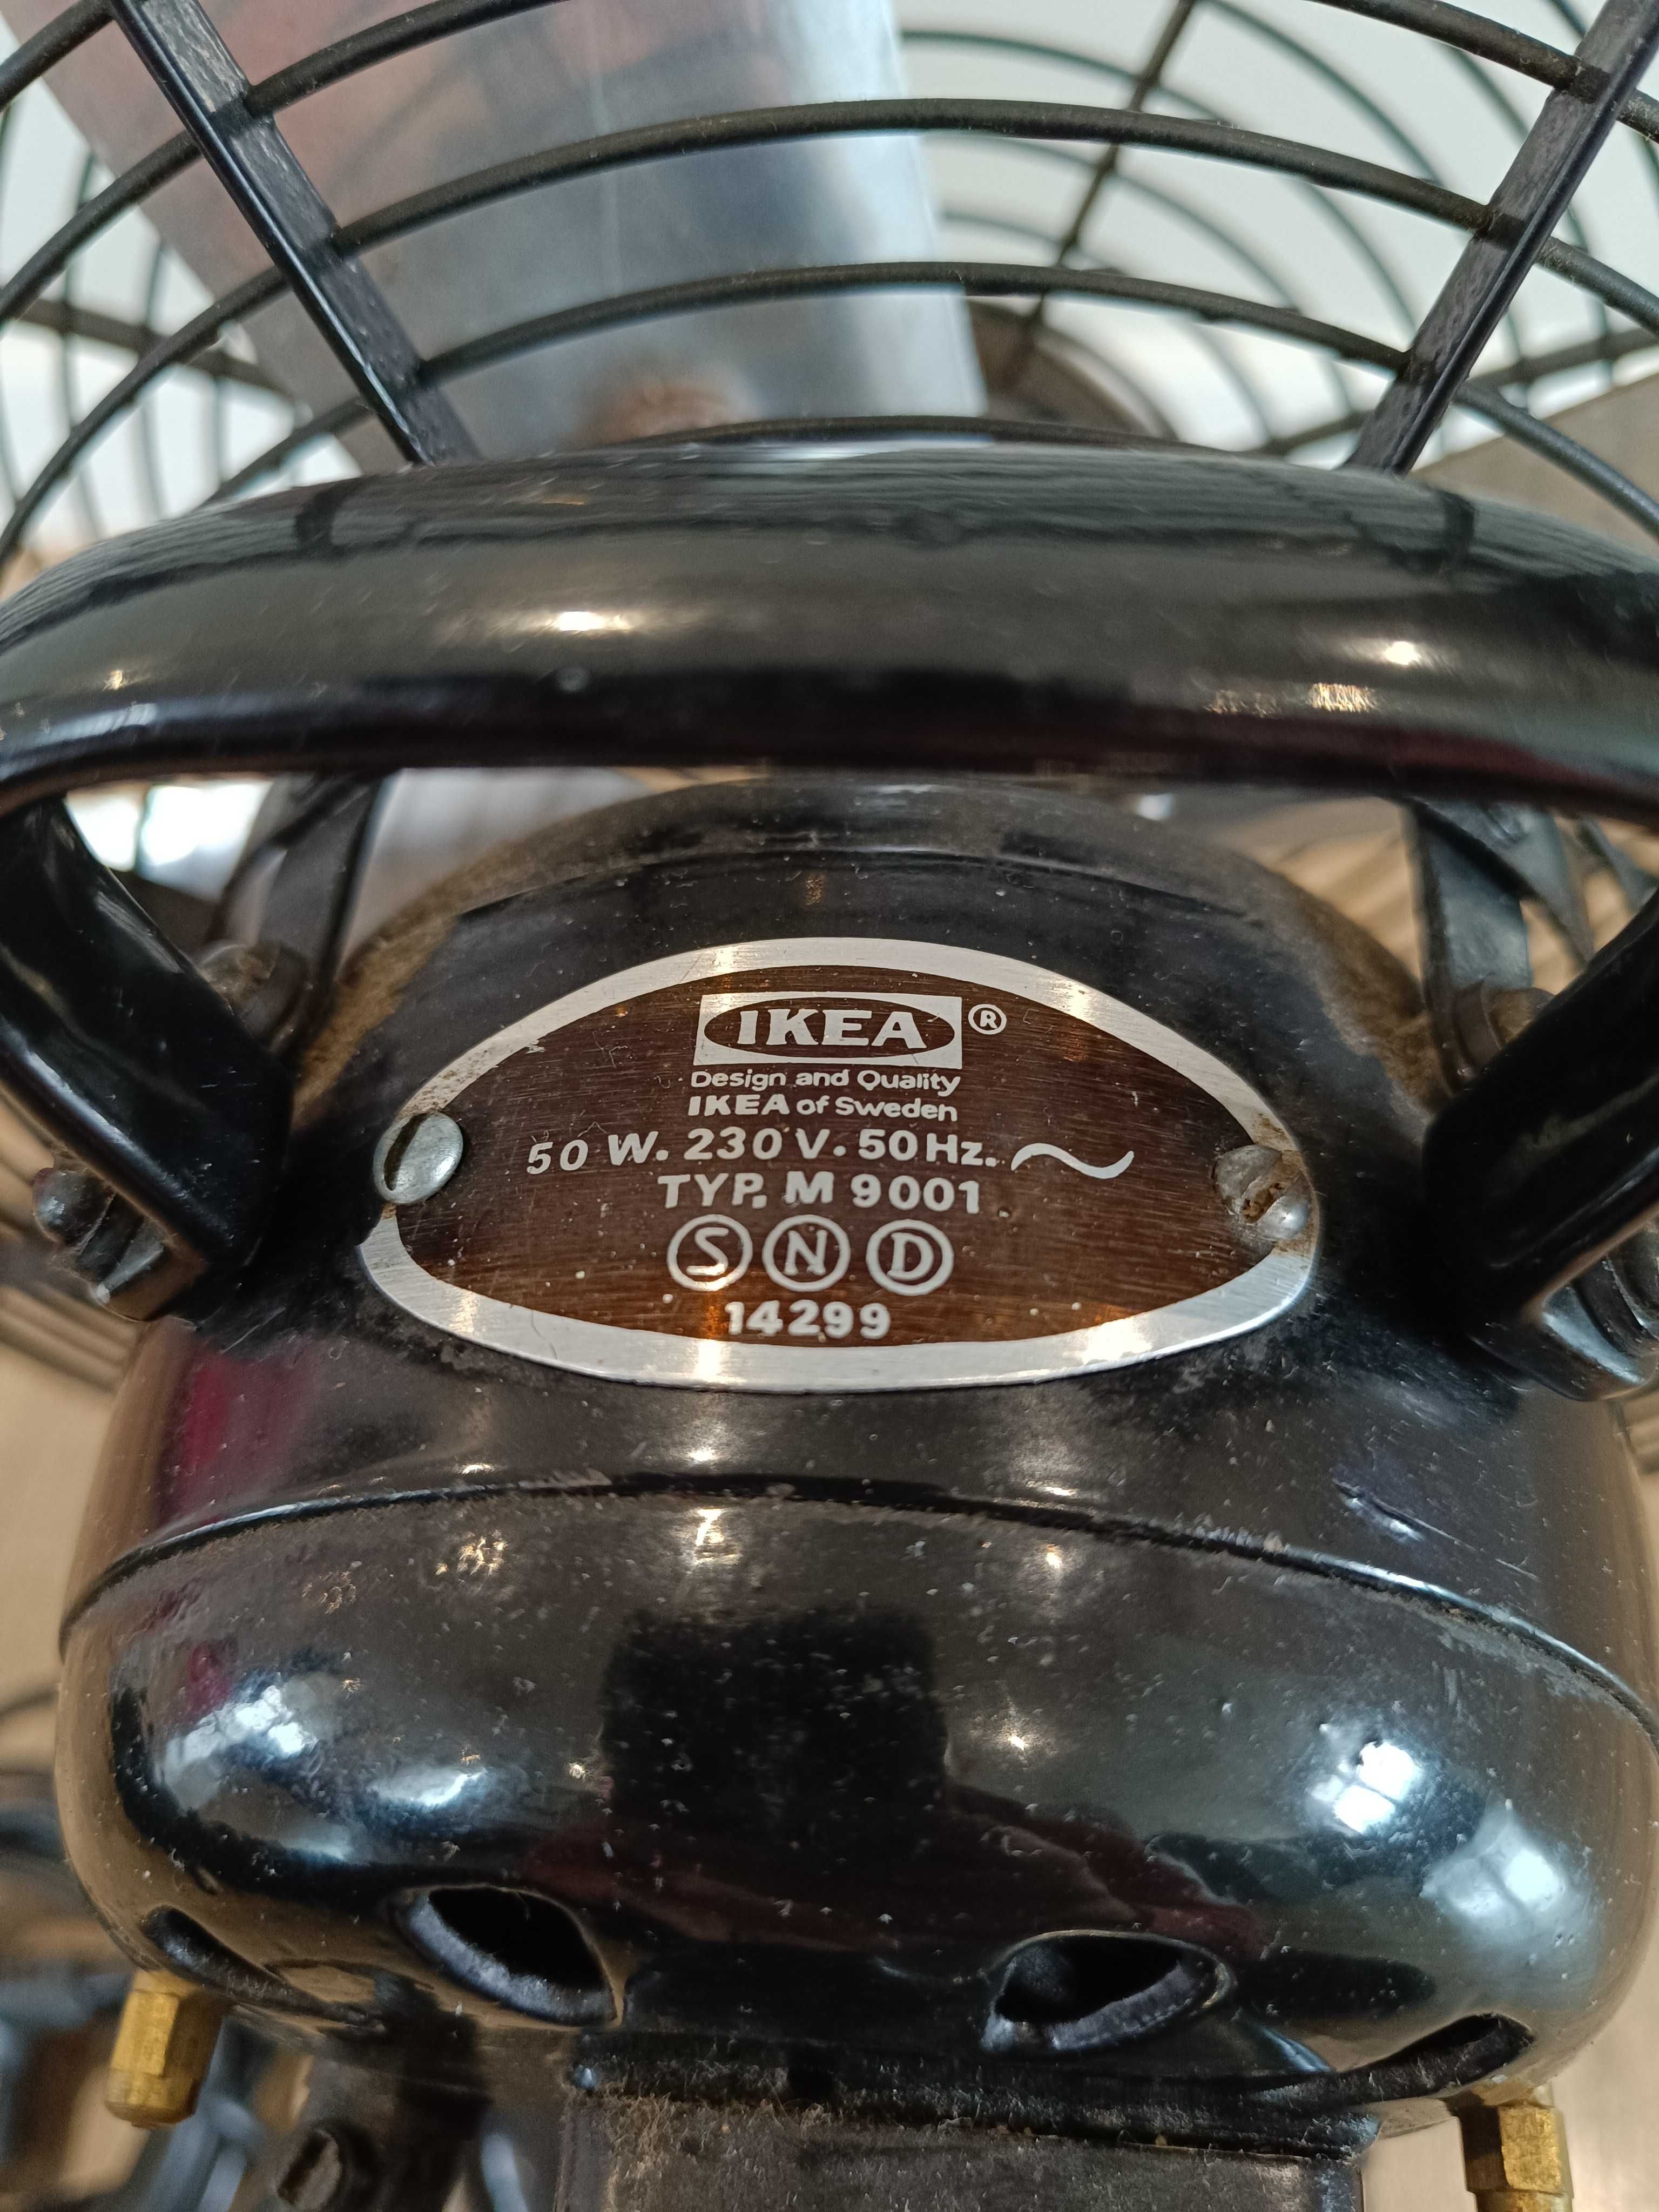 IKEA®
Design and Quality
IKEA of Sweden
50 W. 230 V. 50 Hz. ~
TYP. M 9001
S N D
14299